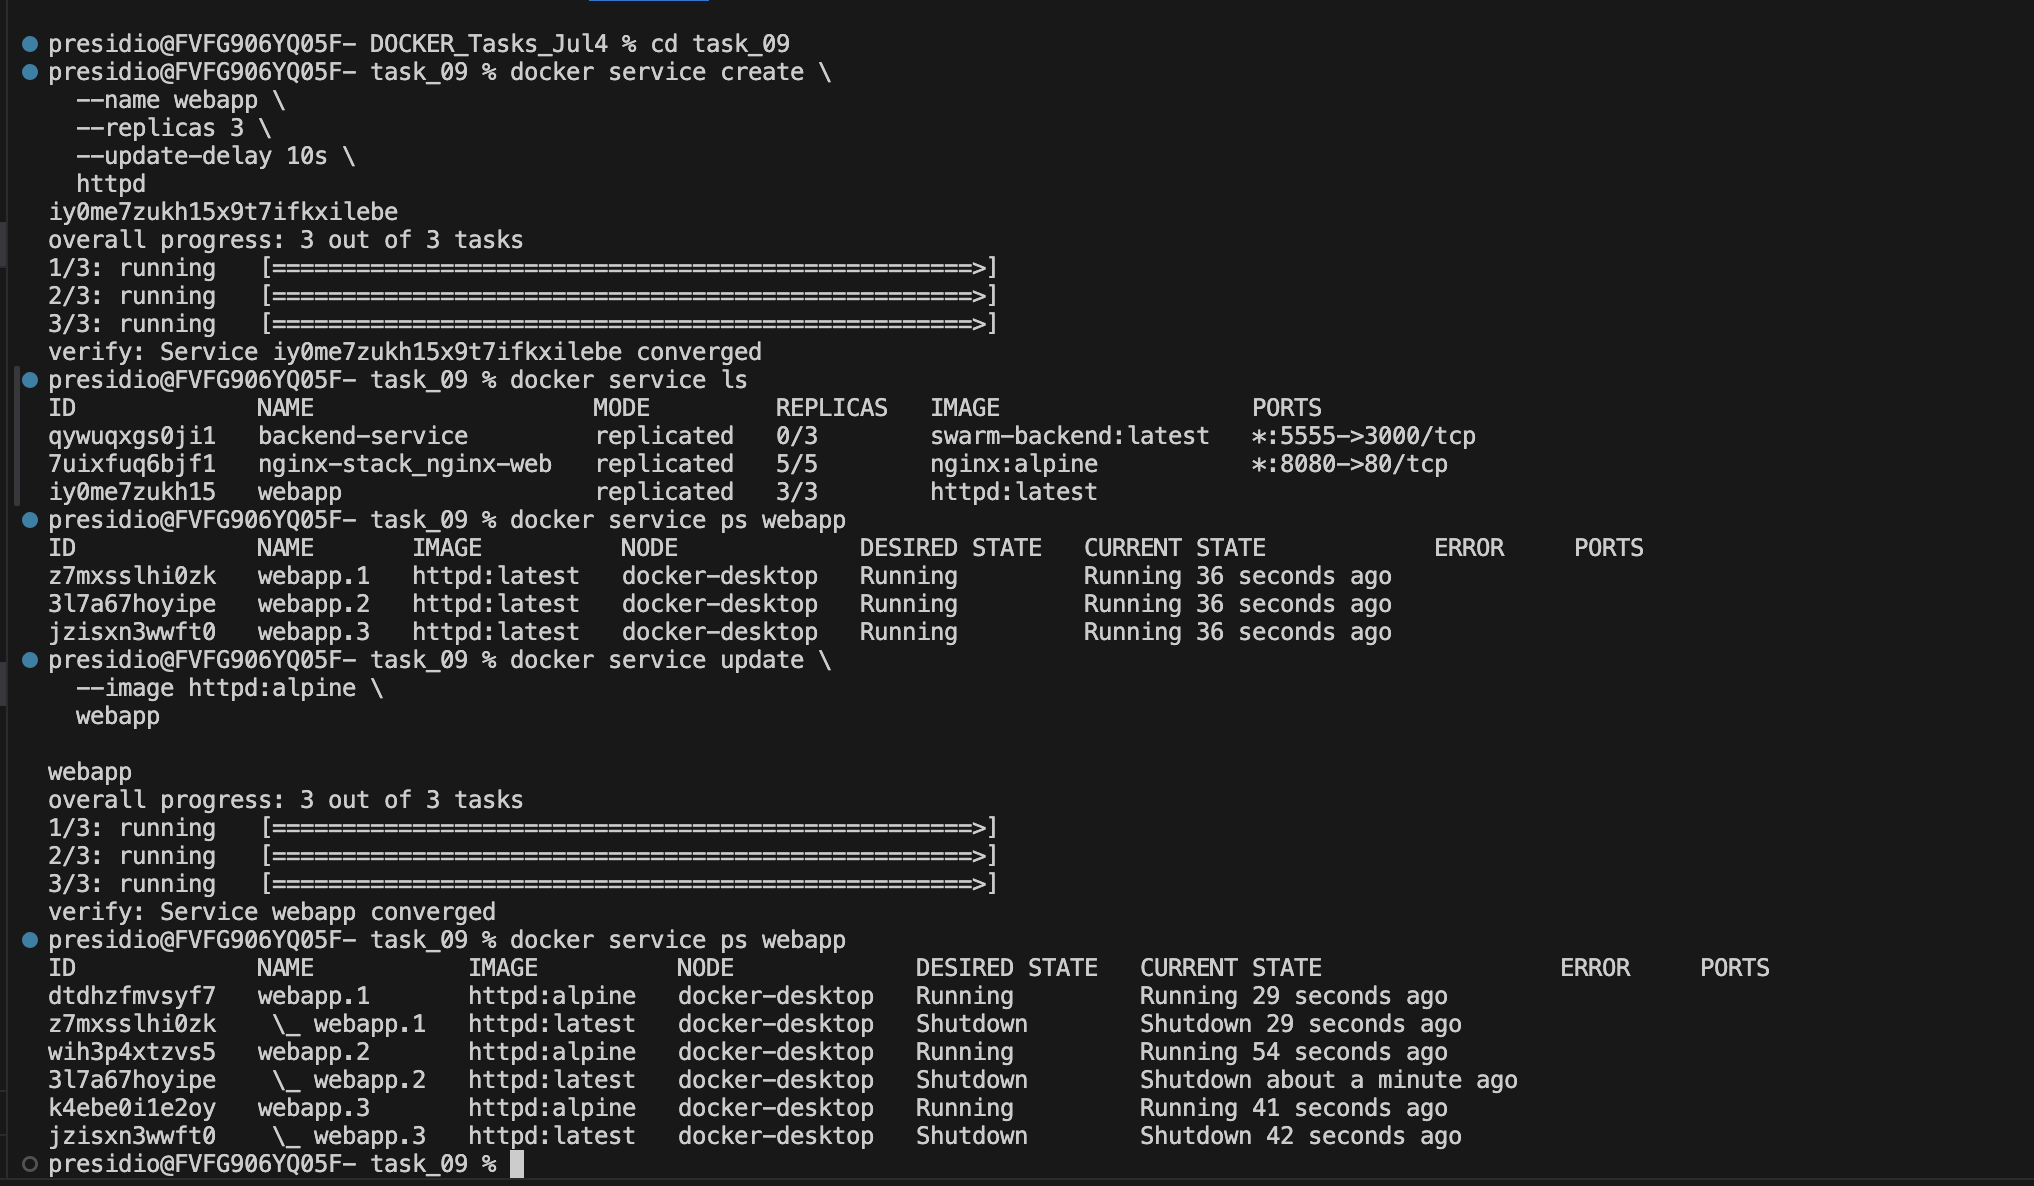 presidio@FVFG906YQ05F- DOCKER_Tasks_Jul4 % cd task_09
presidio@FVFG906YQ05F- task_09 % docker service create \
  --name webapp \
  --replicas 3 \
  --update-delay 10s \
  httpd
iy0me7zukh15x9t7ifkxilebe
overall progress: 3 out of 3 tasks
1/3: running   [==================================================>]
2/3: running   [==================================================>]
3/3: running   [==================================================>]
verify: Service iy0me7zukh15x9t7ifkxilebe converged
presidio@FVFG906YQ05F- task_09 % docker service ls
ID             NAME                    MODE         REPLICAS   IMAGE                  PORTS
qywuqxgs0ji1   backend-service         replicated   0/3        swarm-backend:latest   *:5555->3000/tcp
7uixfuq6bjf1   nginx-stack_nginx-web   replicated   5/5        nginx:alpine           *:8080->80/tcp
iy0me7zukh15   webapp                  replicated   3/3        httpd:latest
presidio@FVFG906YQ05F- task_09 % docker service ps webapp
ID             NAME       IMAGE          NODE             DESIRED STATE   CURRENT STATE            ERROR     PORTS
z7mxsslhi0zk   webapp.1   httpd:latest   docker-desktop   Running         Running 36 seconds ago
3l7a67hoyipe   webapp.2   httpd:latest   docker-desktop   Running         Running 36 seconds ago
jzisxn3wwft0   webapp.3   httpd:latest   docker-desktop   Running         Running 36 seconds ago
presidio@FVFG906YQ05F- task_09 % docker service update \
  --image httpd:alpine \
  webapp
webapp
overall progress: 3 out of 3 tasks
1/3: running   [==================================================>]
2/3: running   [==================================================>]
3/3: running   [==================================================>]
verify: Service webapp converged
presidio@FVFG906YQ05F- task_09 % docker service ps webapp
ID             NAME           IMAGE          NODE             DESIRED STATE   CURRENT STATE                 ERROR     PORTS
dtdhzfmvsyf7   webapp.1       httpd:alpine   docker-desktop   Running         Running 29 seconds ago
z7mxsslhi0zk    \_ webapp.1   httpd:latest   docker-desktop   Shutdown        Shutdown 29 seconds ago
wih3p4xtzvs5   webapp.2       httpd:alpine   docker-desktop   Running         Running 54 seconds ago
3l7a67hoyipe    \_ webapp.2   httpd:latest   docker-desktop   Shutdown        Shutdown about a minute ago
k4ebe0i1e2oy   webapp.3       httpd:alpine   docker-desktop   Running         Running 41 seconds ago
jzisxn3wwft0    \_ webapp.3   httpd:latest   docker-desktop   Shutdown        Shutdown 42 seconds ago
presidio@FVFG906YQ05F- task_09 %